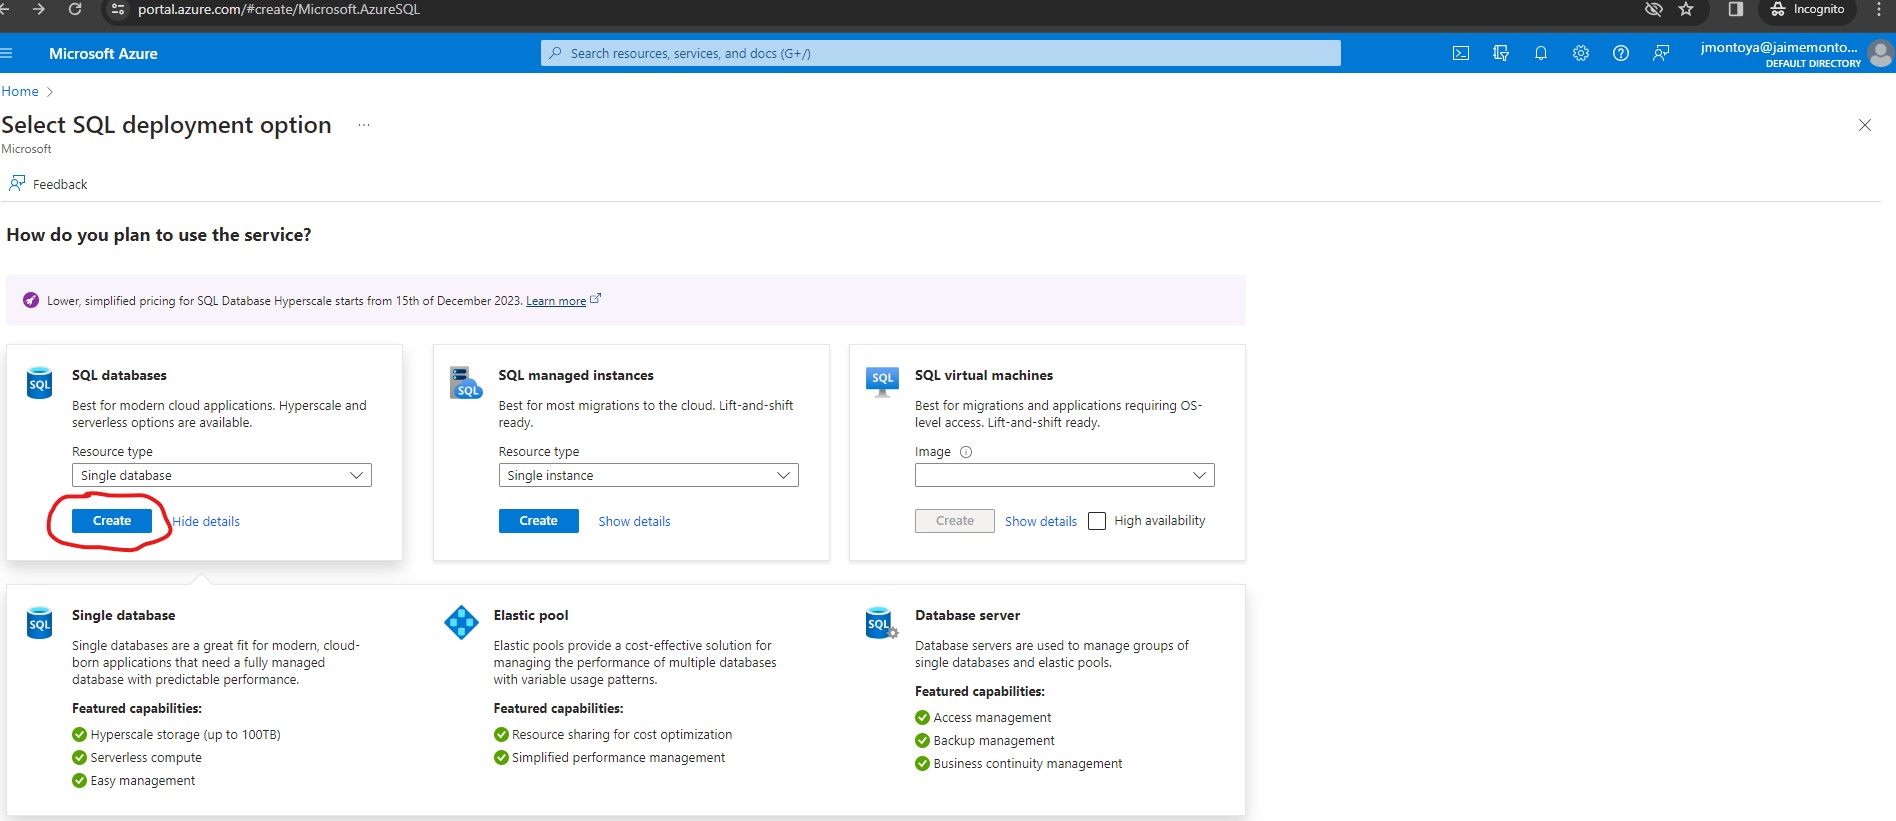 portal.azure.com/#create/Microsoft.AzureSQL
Incognito
Microsoft Azure
Search resources, services, and docs (G+/)
jmontoya@jaimemonto...
DEFAULT DIRECTORY
Home
Select SQL deployment option
...
Microsoft
Feedback
How do you plan to use the service?
Lower, simplified pricing for SQL Database Hyperscale starts from 15th of December 2023. Learn more
SQL
SQL databases
Best for modern cloud applications. Hyperscale and
serverless options are available.
Resource type
Single database
Create
Hide details
SQL
SQL managed instances
Best for most migrations to the cloud. Lift-and-shift
ready.
Resource type
Single instance
Create
Show details
SQL
SQL virtual machines
Best for migrations and applications requiring OS-
level access. Lift-and-shift ready.
Image
Create
Show details
High availability
SQL
Single database
Single databases are a great fit for modern, cloud-
born applications that need a fully managed
database with predictable performance.
Featured capabilities:
Hyperscale storage (up to 100TB)
Serverless compute
Easy management
Elastic pool
Elastic pools provide a cost-effective solution for
managing the performance of multiple databases
with variable usage patterns.
Featured capabilities:
Resource sharing for cost optimization
Simplified performance management
SQL
Database server
Database servers are used to manage groups of
single databases and elastic pools.
Featured capabilities:
Access management
Backup management
Business continuity management